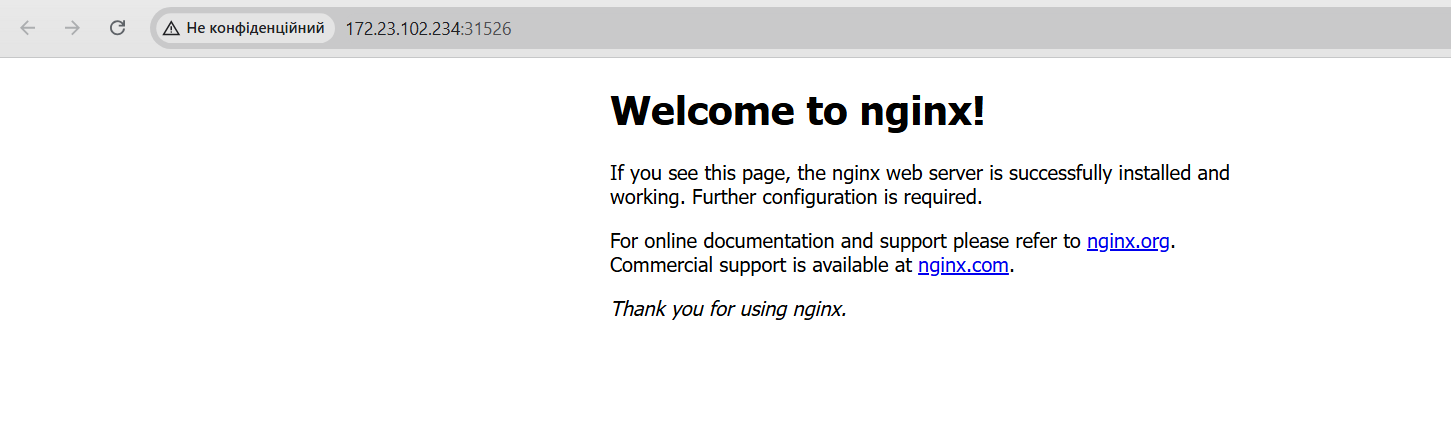 Не конфіденційний 172.23.102.234:31526
Welcome to nginx!
If you see this page, the nginx web server is successfully installed and
working. Further configuration is required.
For online documentation and support please refer to nginx.org.
Commercial support is available at nginx.com.
Thank you for using nginx.